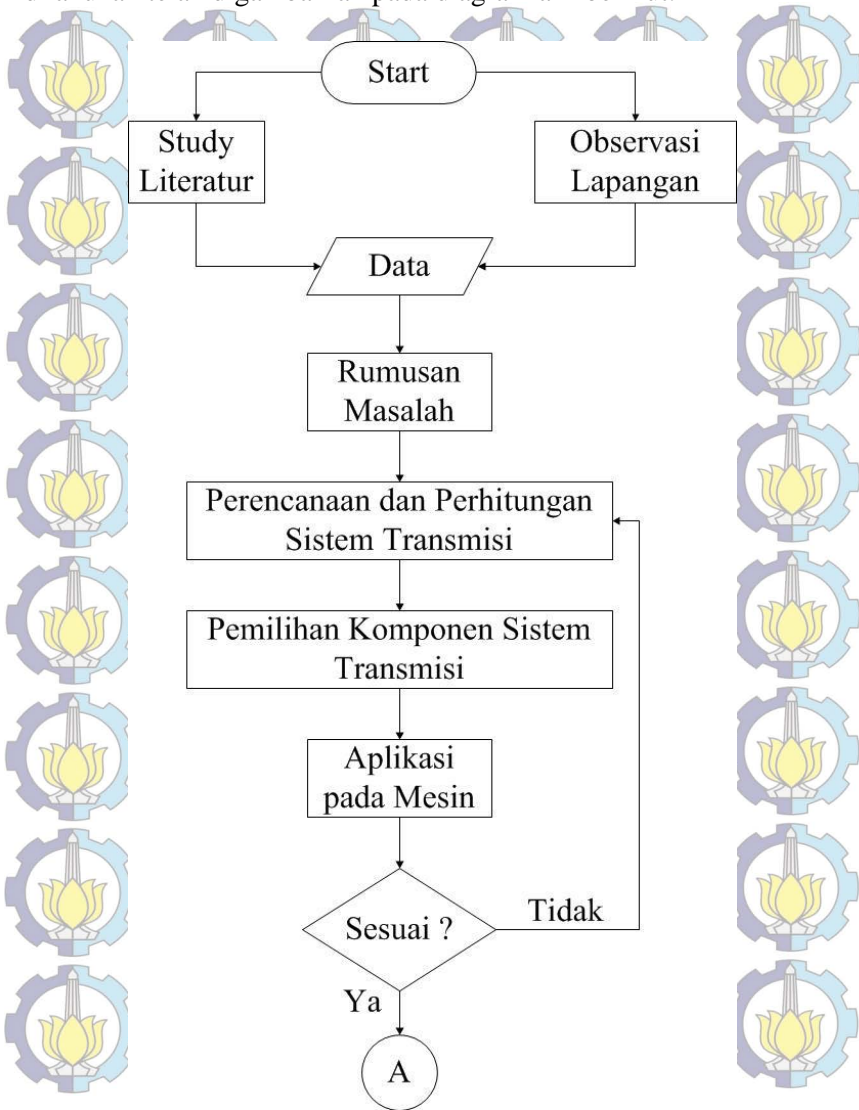 Start
Study
Literatur
Observasi
Lapangan
Data
Rumusan
Masalah
Perencanaan dan Perhitungan
Sistem Transmisi
Pemilihan Komponen Sistem
Transmisi
Aplikasi
pada Mesin
Sesuai ?
Tidak
Ya
A